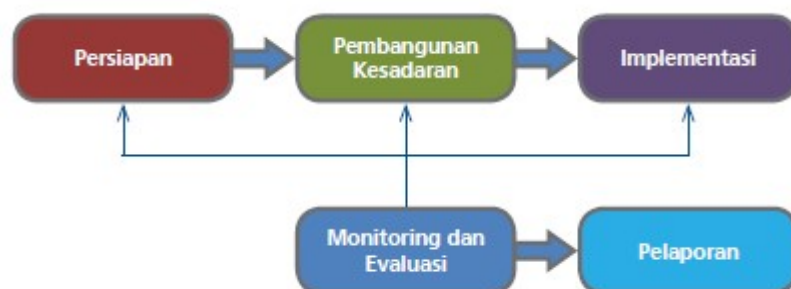 Persiapan
Pembangunan
Kesadaran
Implementasi
Monitoring dan
Evaluasi
Pelaporan